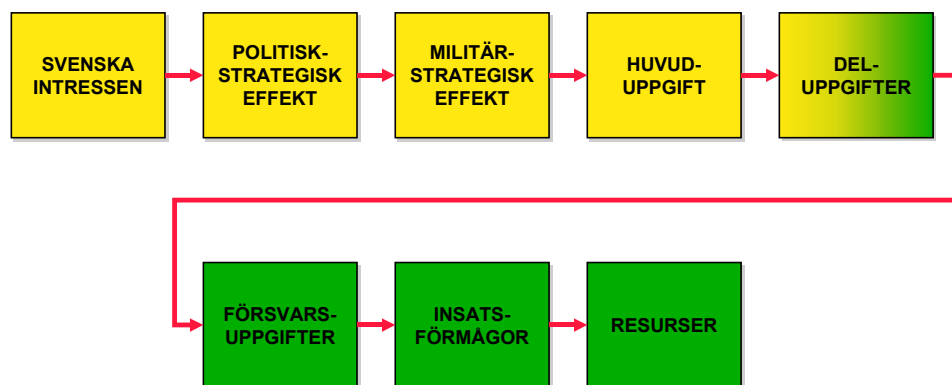 SVENSKA
INTRESSEN
POLITISK-
STRATEGISK
EFFEKT
MILITÄR-
STRATEGISK
EFFEKT
HUVUD-
UPPGIFT
DEL-
UPPGIFTER
FÖRSVARS-
UPPGIFTER
INSATS-
FÖRMÅGOR
RESURSER